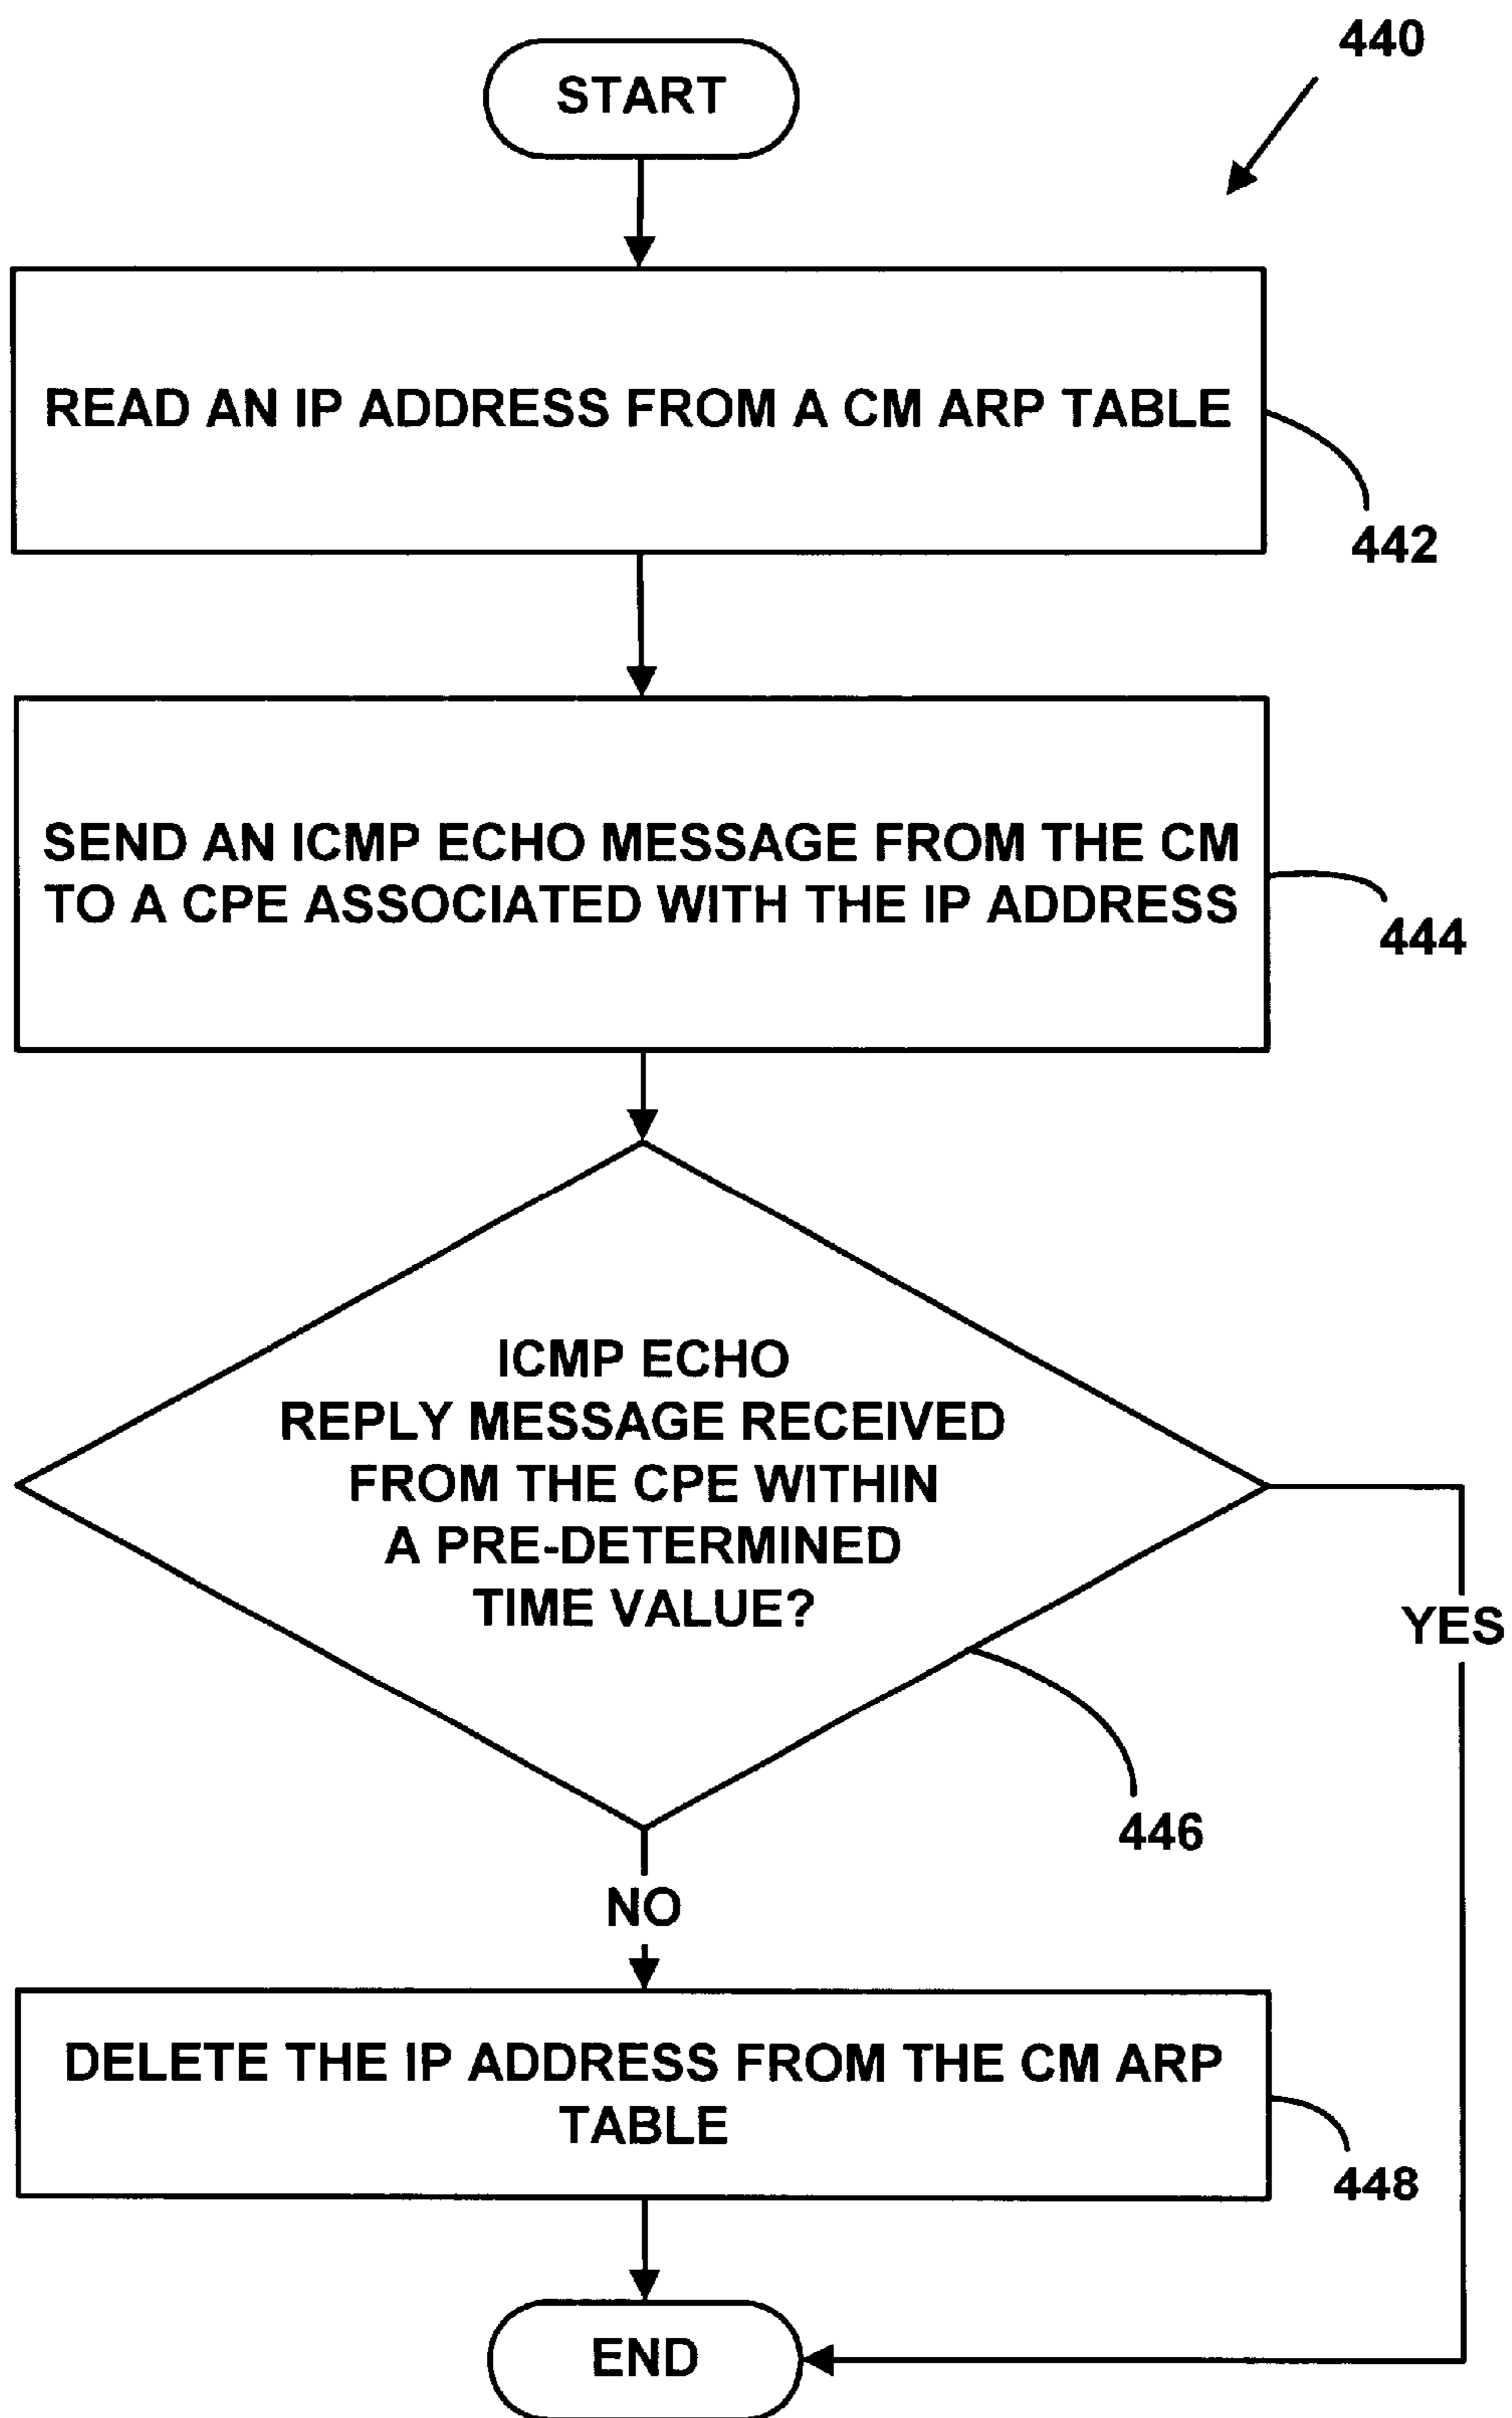 440
START
READ AN IP ADDRESS FROM A CM ARP TABLE
442
SEND AN ICMP ECHO MESSAGE FROM THE CM
TO A CPE ASSOCIATED WITH THE IP ADDRESS
444
ICMP ECHO
REPLY MESSAGE RECEIVED
FROM THE CPE WITHIN
A PRE-DETERMINED
TIME VALUE?
YES
446
NO
DELETE THE IP ADDRESS FROM THE CM ARP
TABLE
448
END